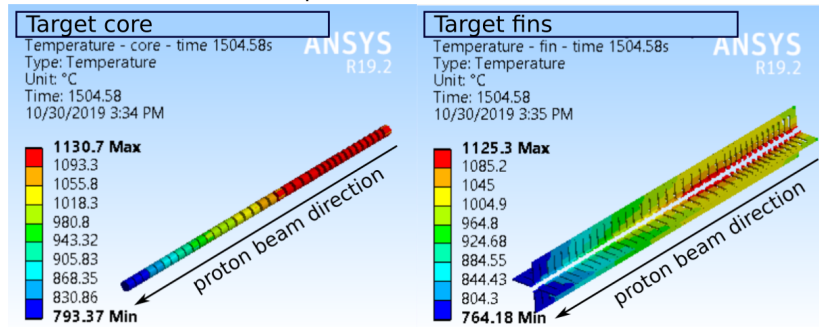 Target core
Temperature - core - time 1504.58s
Type: Temperature
Unit: °C
Time: 1504.58
10/30/2019 3:34 PM
ANSYS
R19.2
1130.7 Max
1093.3
1055.8
1018.3
980.8
943.32
905.83
868.35
830.86
793.37 Min
proton beam direction
Target fins
Temperature - fin - time 1504.58s
Type: Temperature
Unit: °C
Time: 1504.58
10/30/2019 3:35 PM
ANSYS
R19.2
1125.3 Max
1085.2
1045
1004.9
964.8
924.68
884.55
844.43
804.3
764.18 Min
proton beam direction